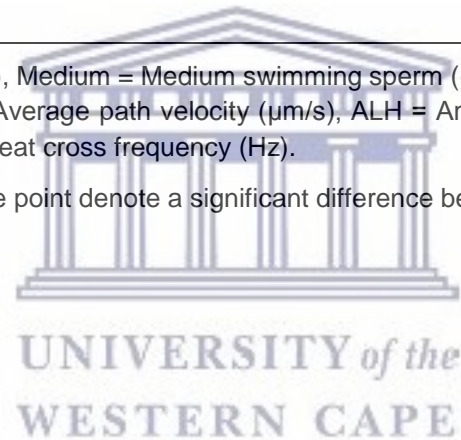 , Medium = Medium swimming sperm (
Average path velocity (µm/s), ALH = Am
eat cross frequency (Hz).
e point denote a significant difference be
UNIVERSITY of the
WESTERN CAPE